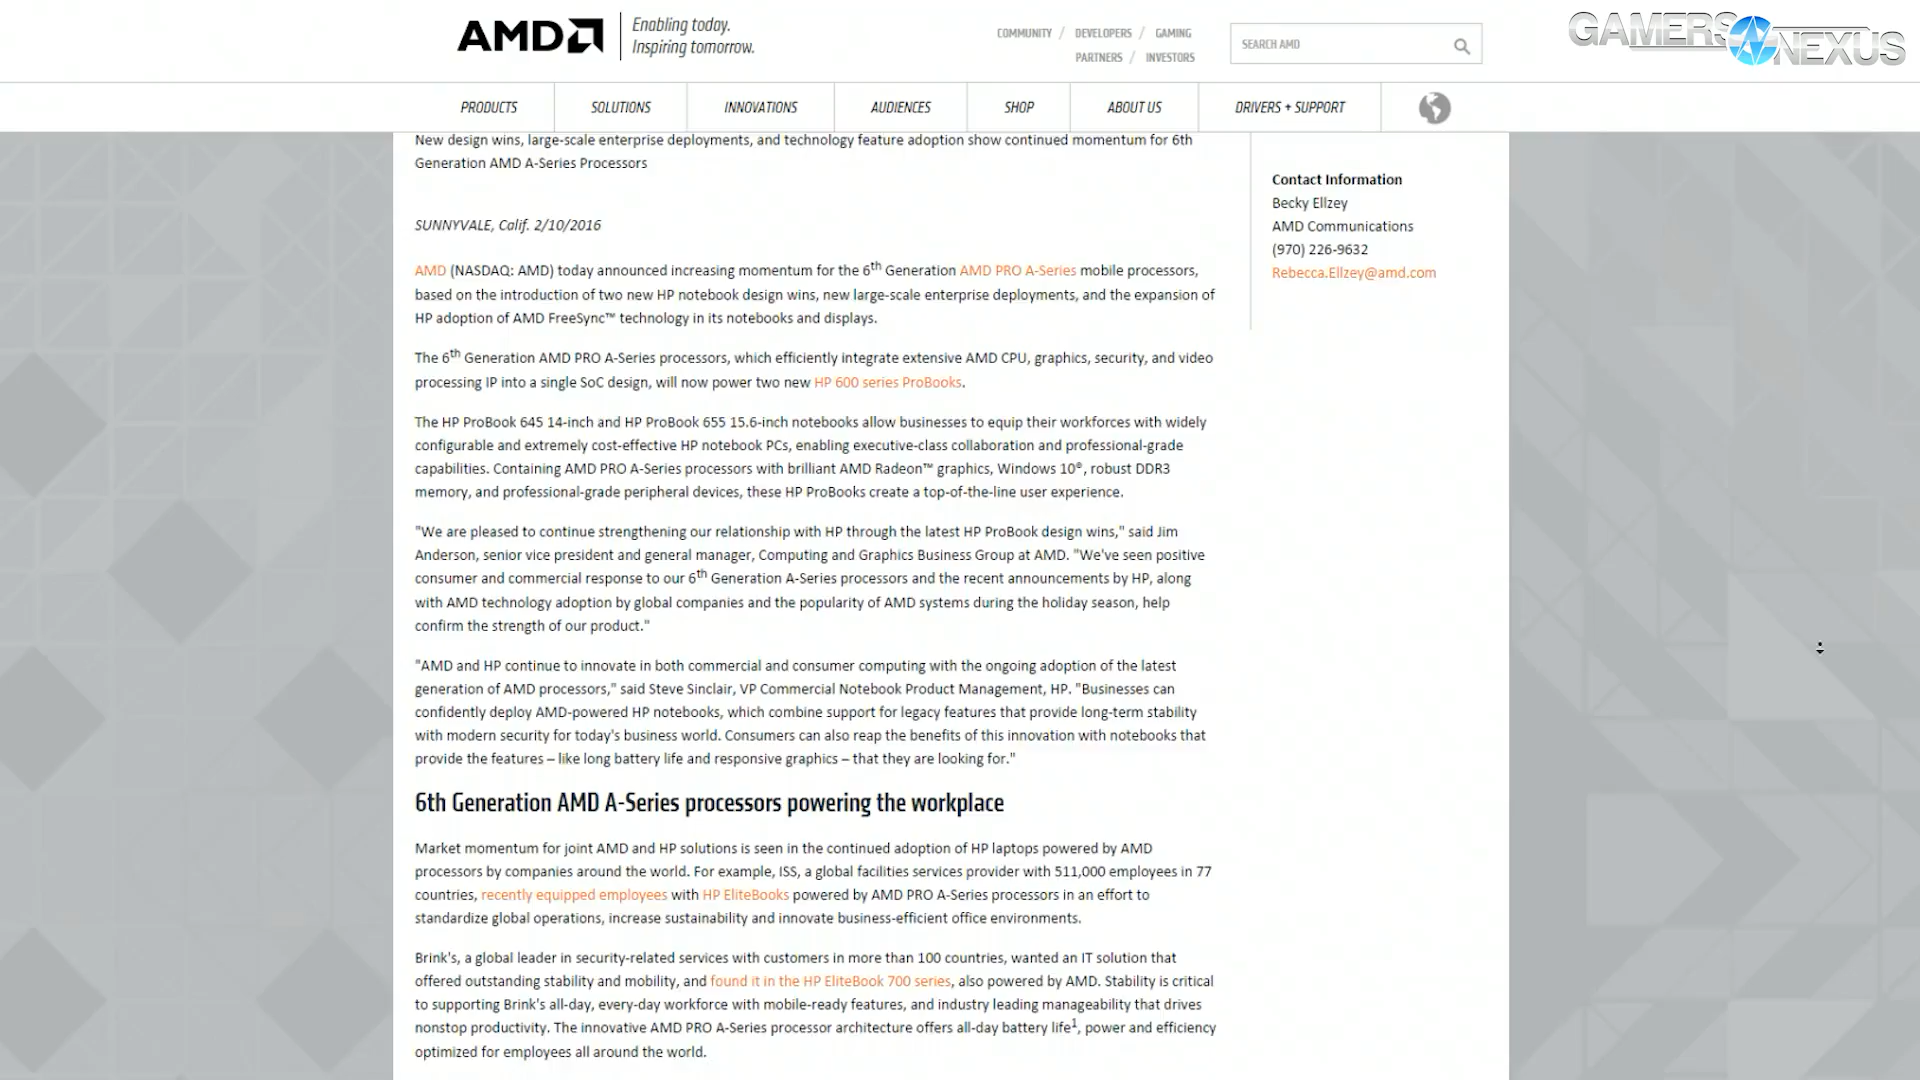 AMD
Enabling today.
Inspiring tomorrow.
COMMUNITY / DEVELOPERS / GAMING
PARTNERS / INVESTORS
SEARCH AMD
GAMERS NEXUS
PRODUCTS SOLUTIONS INNOVATIONS AUDIENCES SHOP ABOUT US DRIVERS + SUPPORT
New design wins, large-scale enterprise deployments, and technology feature adoption show continued momentum for 6th
Generation AMD A-Series Processors
SUNNYVALE, Calif. 2/10/2016
AMD (NASDAQ: AMD) today announced increasing momentum for the 6th Generation AMD PRO A-Series mobile processors,
based on the introduction of two new HP notebook design wins, new large-scale enterprise deployments, and the expansion of
HP adoption of AMD FreeSync™ technology in its notebooks and displays.
The 6th Generation AMD PRO A-Series processors, which efficiently integrate extensive AMD CPU, graphics, security, and video
processing IP into a single SoC design, will now power two new HP 600 series ProBooks.
The HP ProBook 645 14-inch and HP ProBook 655 15.6-inch notebooks allow businesses to equip their workforces with widely
configurable and extremely cost-effective HP notebook PCs, enabling executive-class collaboration and professional-grade
capabilities. Containing AMD PRO A-Series processors with brilliant AMD Radeon™ graphics, Windows 10®, robust DDR3
memory, and professional-grade peripheral devices, these HP ProBooks create a top-of-the-line user experience.
"We are pleased to continue strengthening our relationship with HP through the latest HP ProBook design wins," said Jim
Anderson, senior vice president and general manager, Computing and Graphics Business Group at AMD. "We've seen positive
consumer and commercial response to our 6th Generation A-Series processors and the recent announcements by HP, along
with AMD technology adoption by global companies and the popularity of AMD systems during the holiday season, help
confirm the strength of our product."
"AMD and HP continue to innovate in both commercial and consumer computing with the ongoing adoption of the latest
generation of AMD processors," said Steve Sinclair, VP Commercial Notebook Product Management, HP. "Businesses can
confidently deploy AMD-powered HP notebooks, which combine support for legacy features that provide long-term stability
with modern security for today's business world. Consumers can also reap the benefits of this innovation with notebooks that
provide the features – like long battery life and responsive graphics – that they are looking for."
6th Generation AMD A-Series processors powering the workplace
Market momentum for joint AMD and HP solutions is seen in the continued adoption of HP laptops powered by AMD
processors by companies around the world. For example, ISS, a global facilities services provider with 511,000 employees in 77
countries, recently equipped employees with HP EliteBooks powered by AMD PRO A-Series processors in an effort to
standardize global operations, increase sustainability and innovate business-efficient office environments.
Brink's, a global leader in security-related services with customers in more than 100 countries, wanted an IT solution that
offered outstanding stability and mobility, and found it in the HP EliteBook 700 series, also powered by AMD. Stability is critical
to supporting Brink's all-day, every-day workforce with mobile-ready features, and industry leading manageability that drives
nonstop productivity. The innovative AMD PRO A-Series processor architecture offers all-day battery life1, power and efficiency
optimized for employees all around the world.
Contact Information
Becky Ellzey
AMD Communications
(970) 226-9632
Rebecca.Ellzey@amd.com